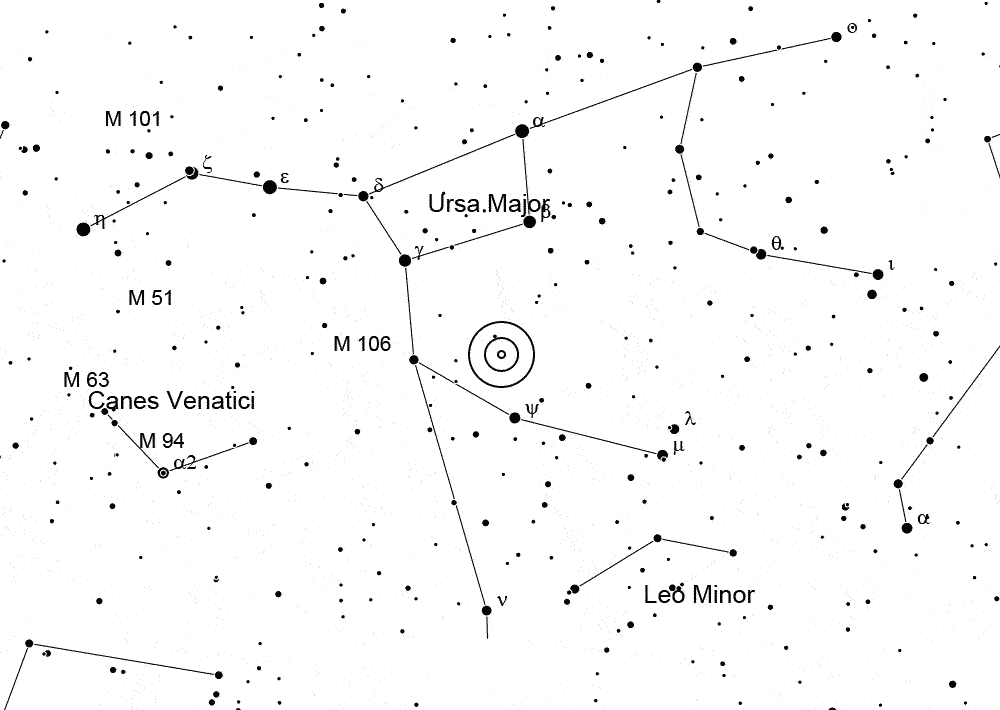 ο
M 101
α
ζ
ε
δ
Ursa Major
β
η
γ
θ
ι
M 51
M 106
M 63
Canes Venatici
ψ
λ
M 94
μ
α2
α
Leo Minor
ν